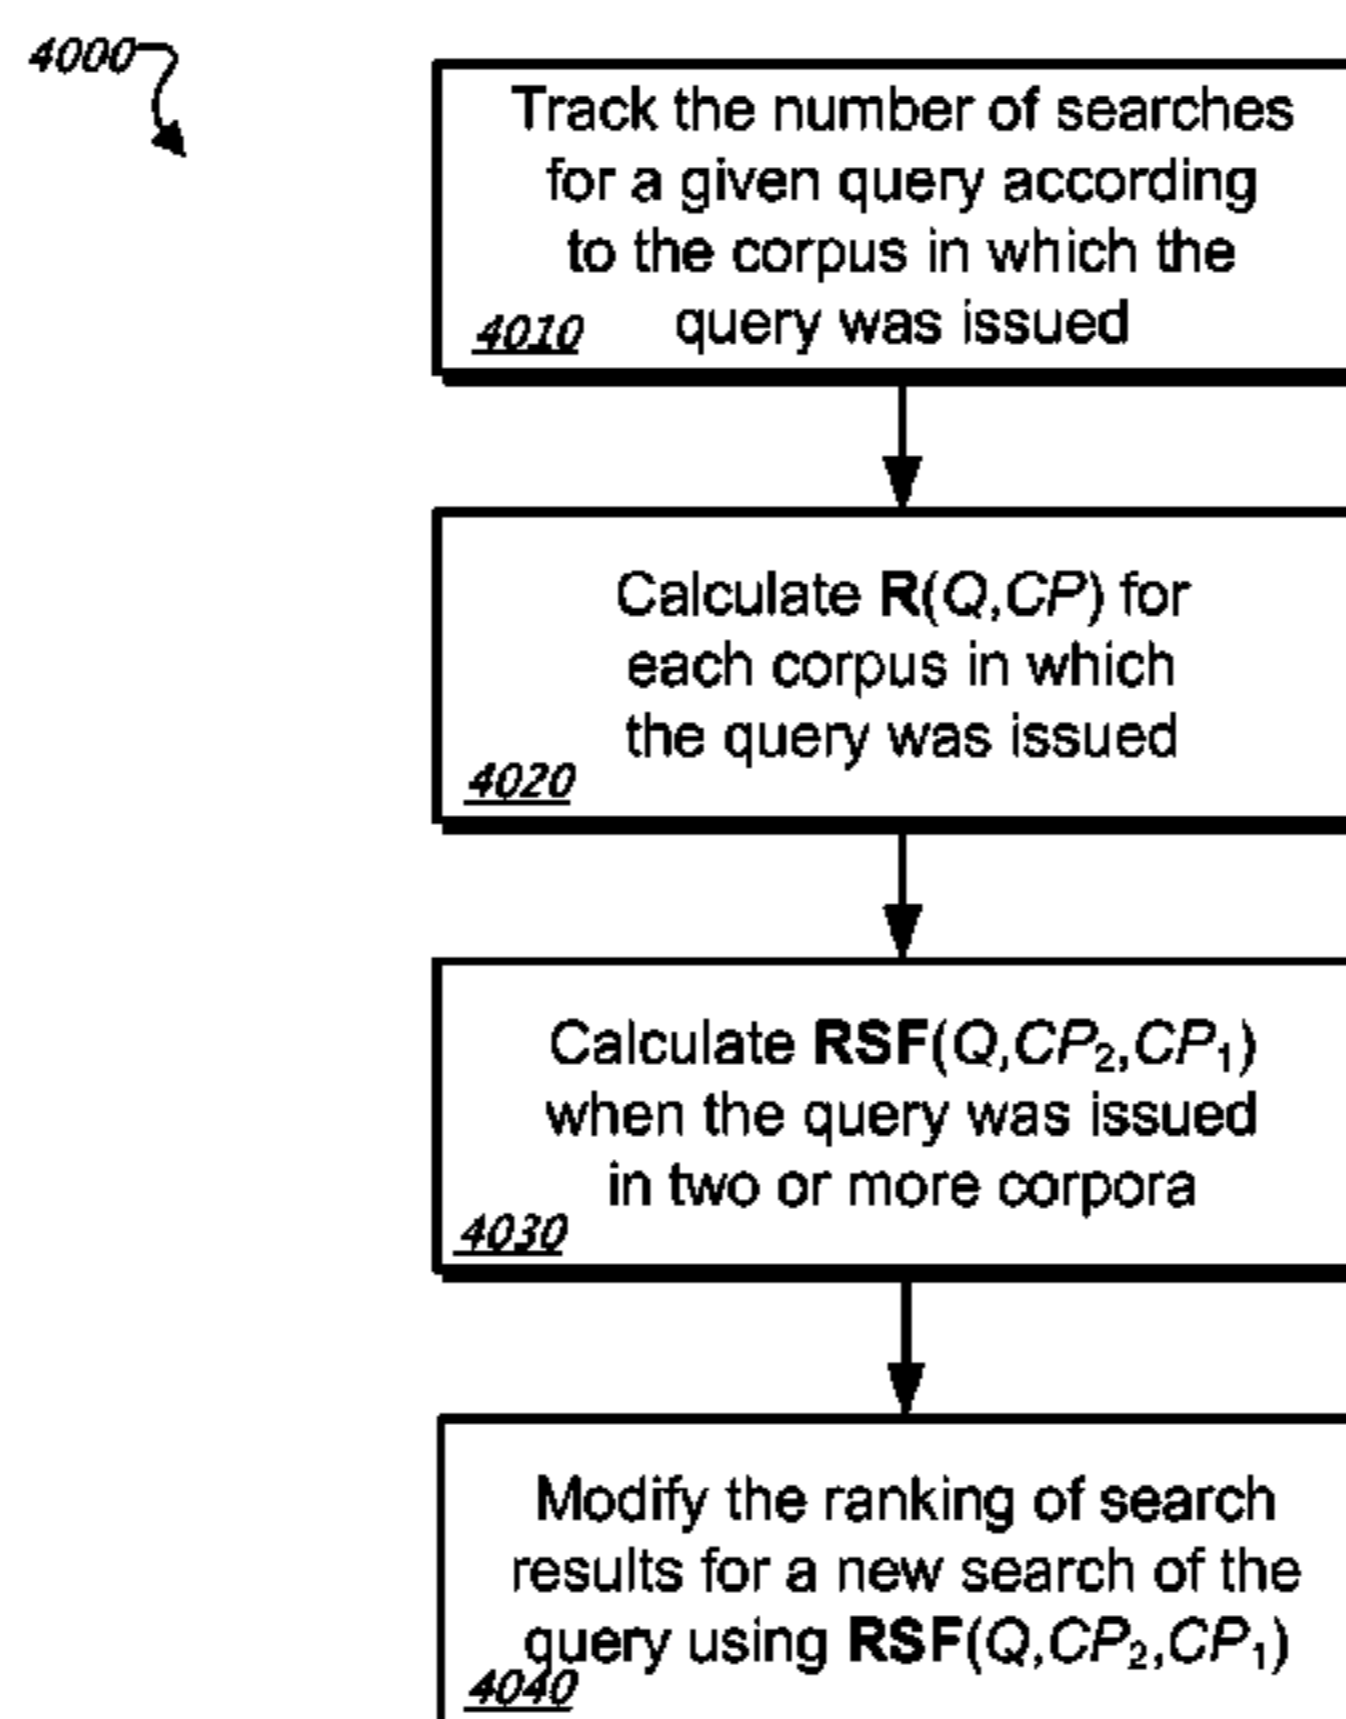 4000
Track the number of searches
for a given query according
to the corpus in which the
query was issued
4010
Calculate R(Q,CP) for
each corpus in which
the query was issued
4020
Calculate RSF(Q,CP₂,CP₁)
when the query was issued
in two or more corpora
4030
Modify the ranking of search
results for a new search of the
query using RSF(Q,CP₂,CP₁)
4040